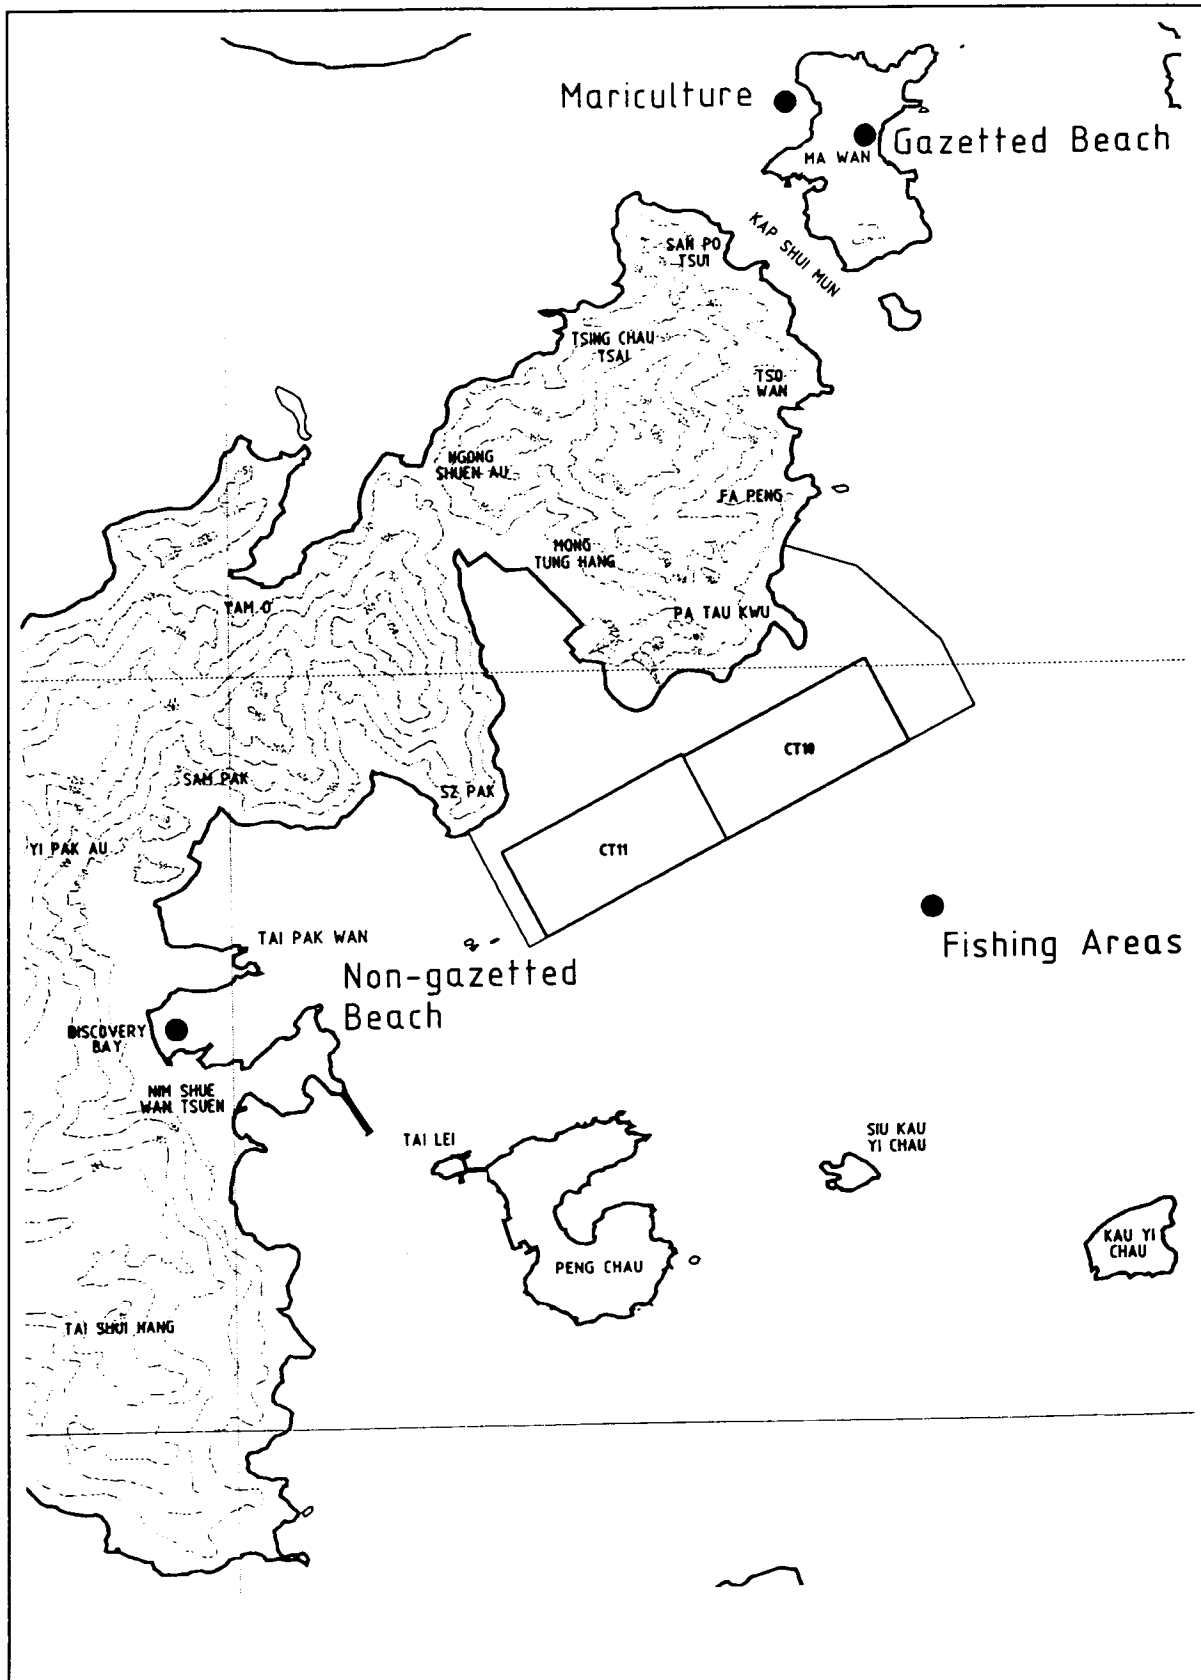 Mariculture
Gazetted Beach
MA WAN
KAP SHUI MUN
SAN PO
TSUI
TSING CHAU
TSAI
TSO
WAN
NGONG
SHUEN AU
FA PENG
MONG
TUNG HANG
YAM O
PA TAU KWU
CT10
SAM PAK
SZ PAK
YI PAK AU
CT11
TAI PAK WAN
Fishing Areas
Non-gazetted
Beach
DISCOVERY
BAY
NIM SHUE
WAN TSUEN
TAI LEI
SIU KAU
YI CHAU
KAU YI
CHAU
PENG CHAU
TAI SHUI HANG